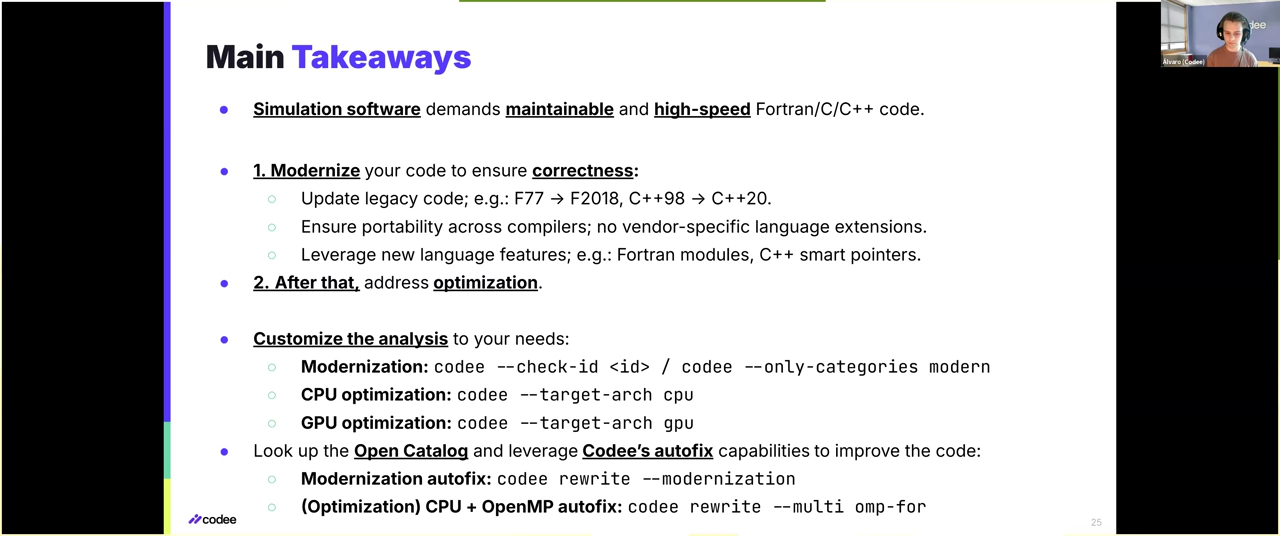 dee
Álvaro (Codee)
Main Takeaways
● Simulation software demands maintainable and high-speed Fortran/C/C++ code.
● 1. Modernize your code to ensure correctness:
○ Update legacy code; e.g.: F77 → F2018, C++98 → C++20.
○ Ensure portability across compilers; no vendor-specific language extensions.
○ Leverage new language features; e.g.: Fortran modules, C++ smart pointers.
● 2. After that, address optimization.
● Customize the analysis to your needs:
○ Modernization: codee --check-id <id> / codee --only-categories modern
○ CPU optimization: codee --target-arch cpu
○ GPU optimization: codee --target-arch gpu
● Look up the Open Catalog and leverage Codee’s autofix capabilities to improve the code:
○ Modernization autofix: codee rewrite --modernization
○ (Optimization) CPU + OpenMP autofix: codee rewrite --multi omp-for
codee
25